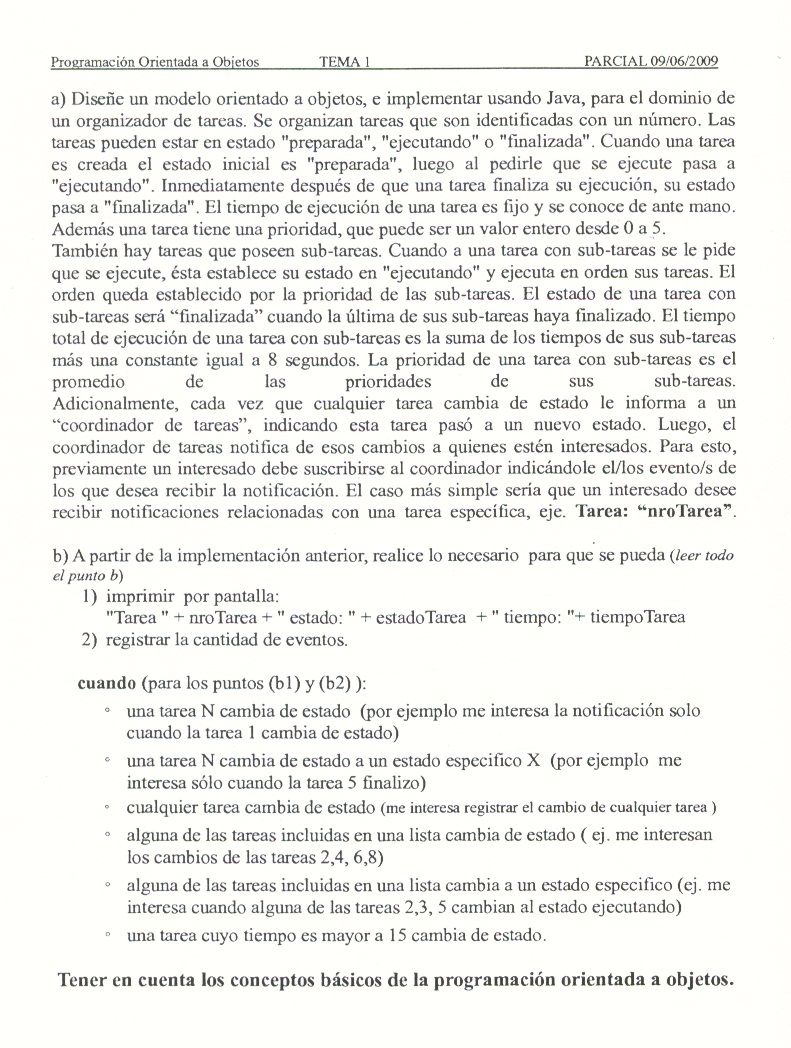 Programación Orientada a Objetos TEMA 1 PARCIAL 09/06/2009
a) Diseñe un modelo orientado a objetos, e implementar usando Java, para el dominio de
un organizador de tareas. Se organizan tareas que son identificadas con un número. Las
tareas pueden estar en estado "preparada", "ejecutando" o "finalizada". Cuando una tarea
es creada el estado inicial es "preparada", luego al pedirle que se ejecute pasa a
"ejecutando". Inmediatamente después de que una tarea finaliza su ejecución, su estado
pasa a "finalizada". El tiempo de ejecución de una tarea es fijo y se conoce de ante mano.
Además una tarea tiene una prioridad, que puede ser un valor entero desde 0 a 5.
También hay tareas que poseen sub-tareas. Cuando a una tarea con sub-tareas se le pide
que se ejecute, ésta establece su estado en "ejecutando" y ejecuta en orden sus tareas. El
orden queda establecido por la prioridad de las sub-tareas. El estado de una tarea con
sub-tareas será “finalizada” cuando la última de sus sub-tareas haya finalizado. El tiempo
total de ejecución de una tarea con sub-tareas es la suma de los tiempos de sus sub-tareas
más una constante igual a 8 segundos. La prioridad de una tarea con sub-tareas es el
promedio de las prioridades de sus sub-tareas.
Adicionalmente, cada vez que cualquier tarea cambia de estado le informa a un
“coordinador de tareas”, indicando esta tarea pasó a un nuevo estado. Luego, el
coordinador de tareas notifica de esos cambios a quienes estén interesados. Para esto,
previamente un interesado debe suscribirse al coordinador indicándole el/los evento/s de
los que desea recibir la notificación. El caso más simple sería que un interesado desee
recibir notificaciones relacionadas con una tarea específica, eje. Tarea: “nroTarea”.
b) A partir de la implementación anterior, realice lo necesario para que se pueda (leer todo
el punto b)
1) imprimir por pantalla:
"Tarea " + nroTarea + " estado: " + estadoTarea + " tiempo: "+ tiempoTarea
2) registrar la cantidad de eventos.
cuando (para los puntos (b1) y (b2) ):
° una tarea N cambia de estado (por ejemplo me interesa la notificación solo
cuando la tarea 1 cambia de estado)
° una tarea N cambia de estado a un estado especifico X (por ejemplo me
interesa sólo cuando la tarea 5 finalizo)
° cualquier tarea cambia de estado (me interesa registrar el cambio de cualquier tarea )
° alguna de las tareas incluidas en una lista cambia de estado ( ej. me interesan
los cambios de las tareas 2,4, 6,8)
° alguna de las tareas incluidas en una lista cambia a un estado especifico (ej. me
interesa cuando alguna de las tareas 2,3, 5 cambian al estado ejecutando)
° una tarea cuyo tiempo es mayor a 15 cambia de estado.
Tener en cuenta los conceptos básicos de la programación orientada a objetos.